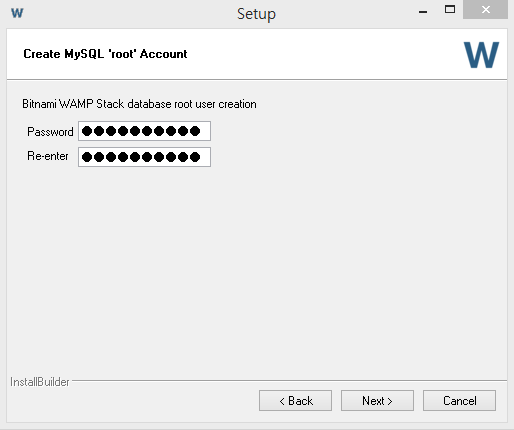 W
Setup
Create MySQL 'root' Account
W
Bitnami WAMP Stack database root user creation
Password ●●●●●●●●●●
Re-enter ●●●●●●●●●●
InstallBuilder
< Back Next > Cancel